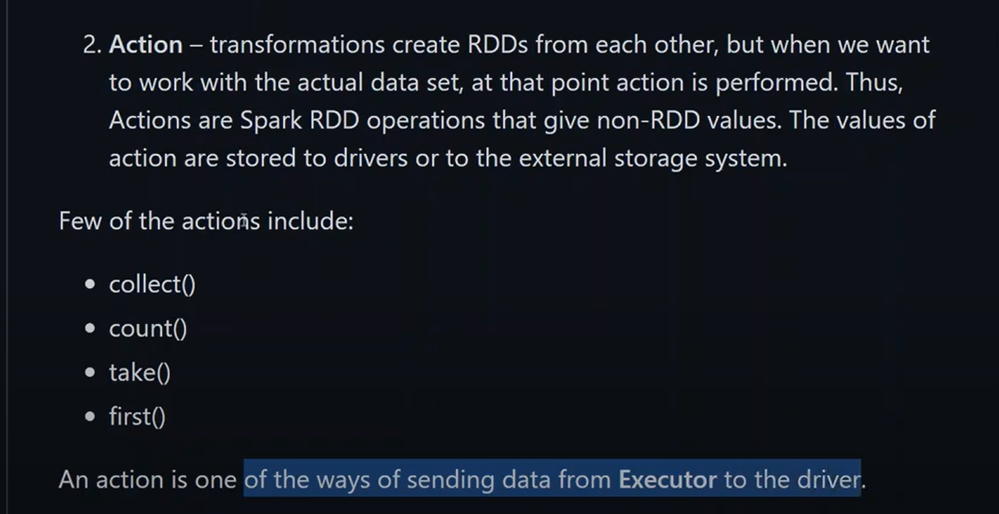 2. Action – transformations create RDDs from each other, but when we want
to work with the actual data set, at that point action is performed. Thus,
Actions are Spark RDD operations that give non-RDD values. The values of
action are stored to drivers or to the external storage system.
Few of the actions include:
• collect()
• count()
• take()
• first()
An action is one of the ways of sending data from Executor to the driver.